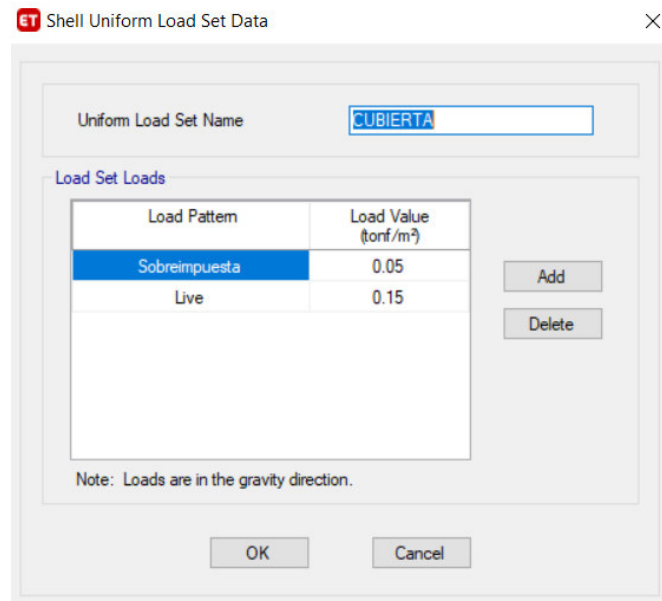 ET Shell Uniform Load Set Data
Uniform Load Set Name CUBIERTA
Load Set Loads
Load Pattern Load Value (tonf/m²)
Sobreimpuesta 0.05
Live 0.15
Add
Delete
Note: Loads are in the gravity direction.
OK Cancel